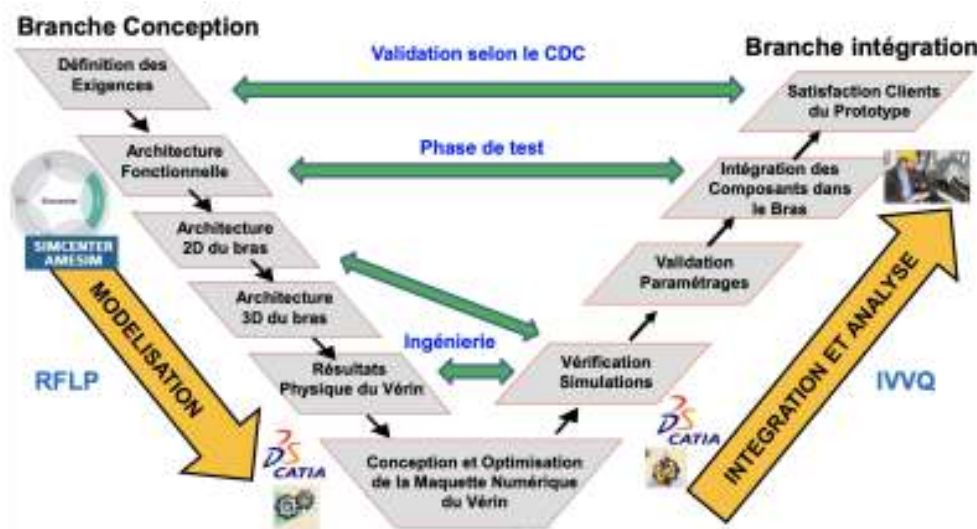 Branche Conception
Définition des
Exigences
Validation selon le CDC
Branche intégration
Satisfaction Clients
du Prototype
Architecture
Fonctionnelle
Phase de test
Intégration des
Composants dans
le Bras
SIMCENTER
AMESIM
Architecture
2D du bras
Validation
Paramétrages
Architecture
3D du bras
MODELISATION
RFLP
Ingénierie
Résultats
Physique du Vérin
Vérification
Simulations
INTEGRATION ET ANALYSE
IVVQ
CATIA
CATIA
Conception et Optimisation
de la Maquette Numérique
du Vérin